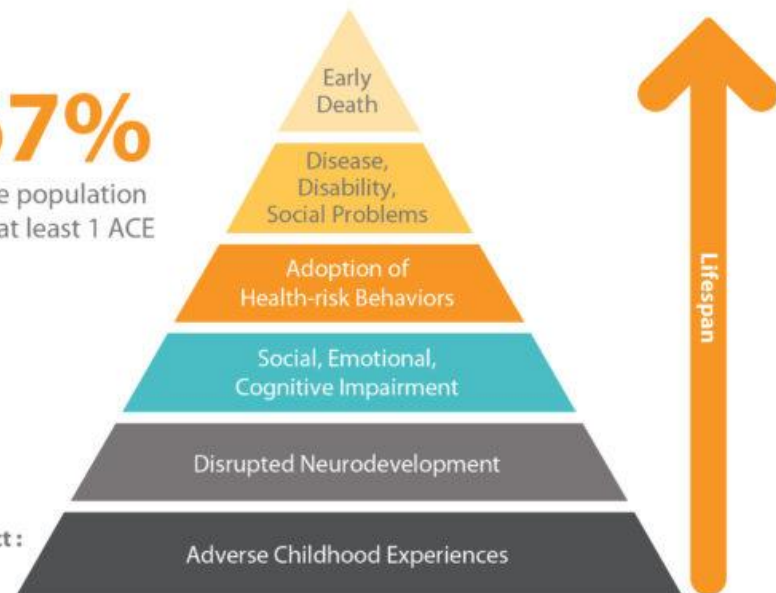 Early
Death
7%
Disease,
Disability,
Social Problems
population
at least 1 ACE
Adoption of
Health-risk Behaviors
Lifespan
Social, Emotional,
Cognitive Impairment
Disrupted Neurodevelopment
Adverse Childhood Experiences